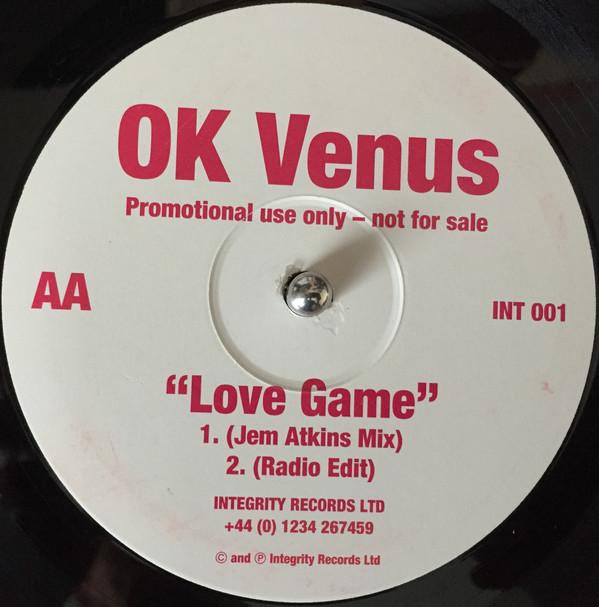 OK Venus
Promotional use only – not for sale
AA
INT 001
“Love Game”
1. (Jem Atkins Mix)
2. (Radio Edit)
INTEGRITY RECORDS LTD
+44 (0) 1234 267459
© and ℗ Integrity Records Ltd